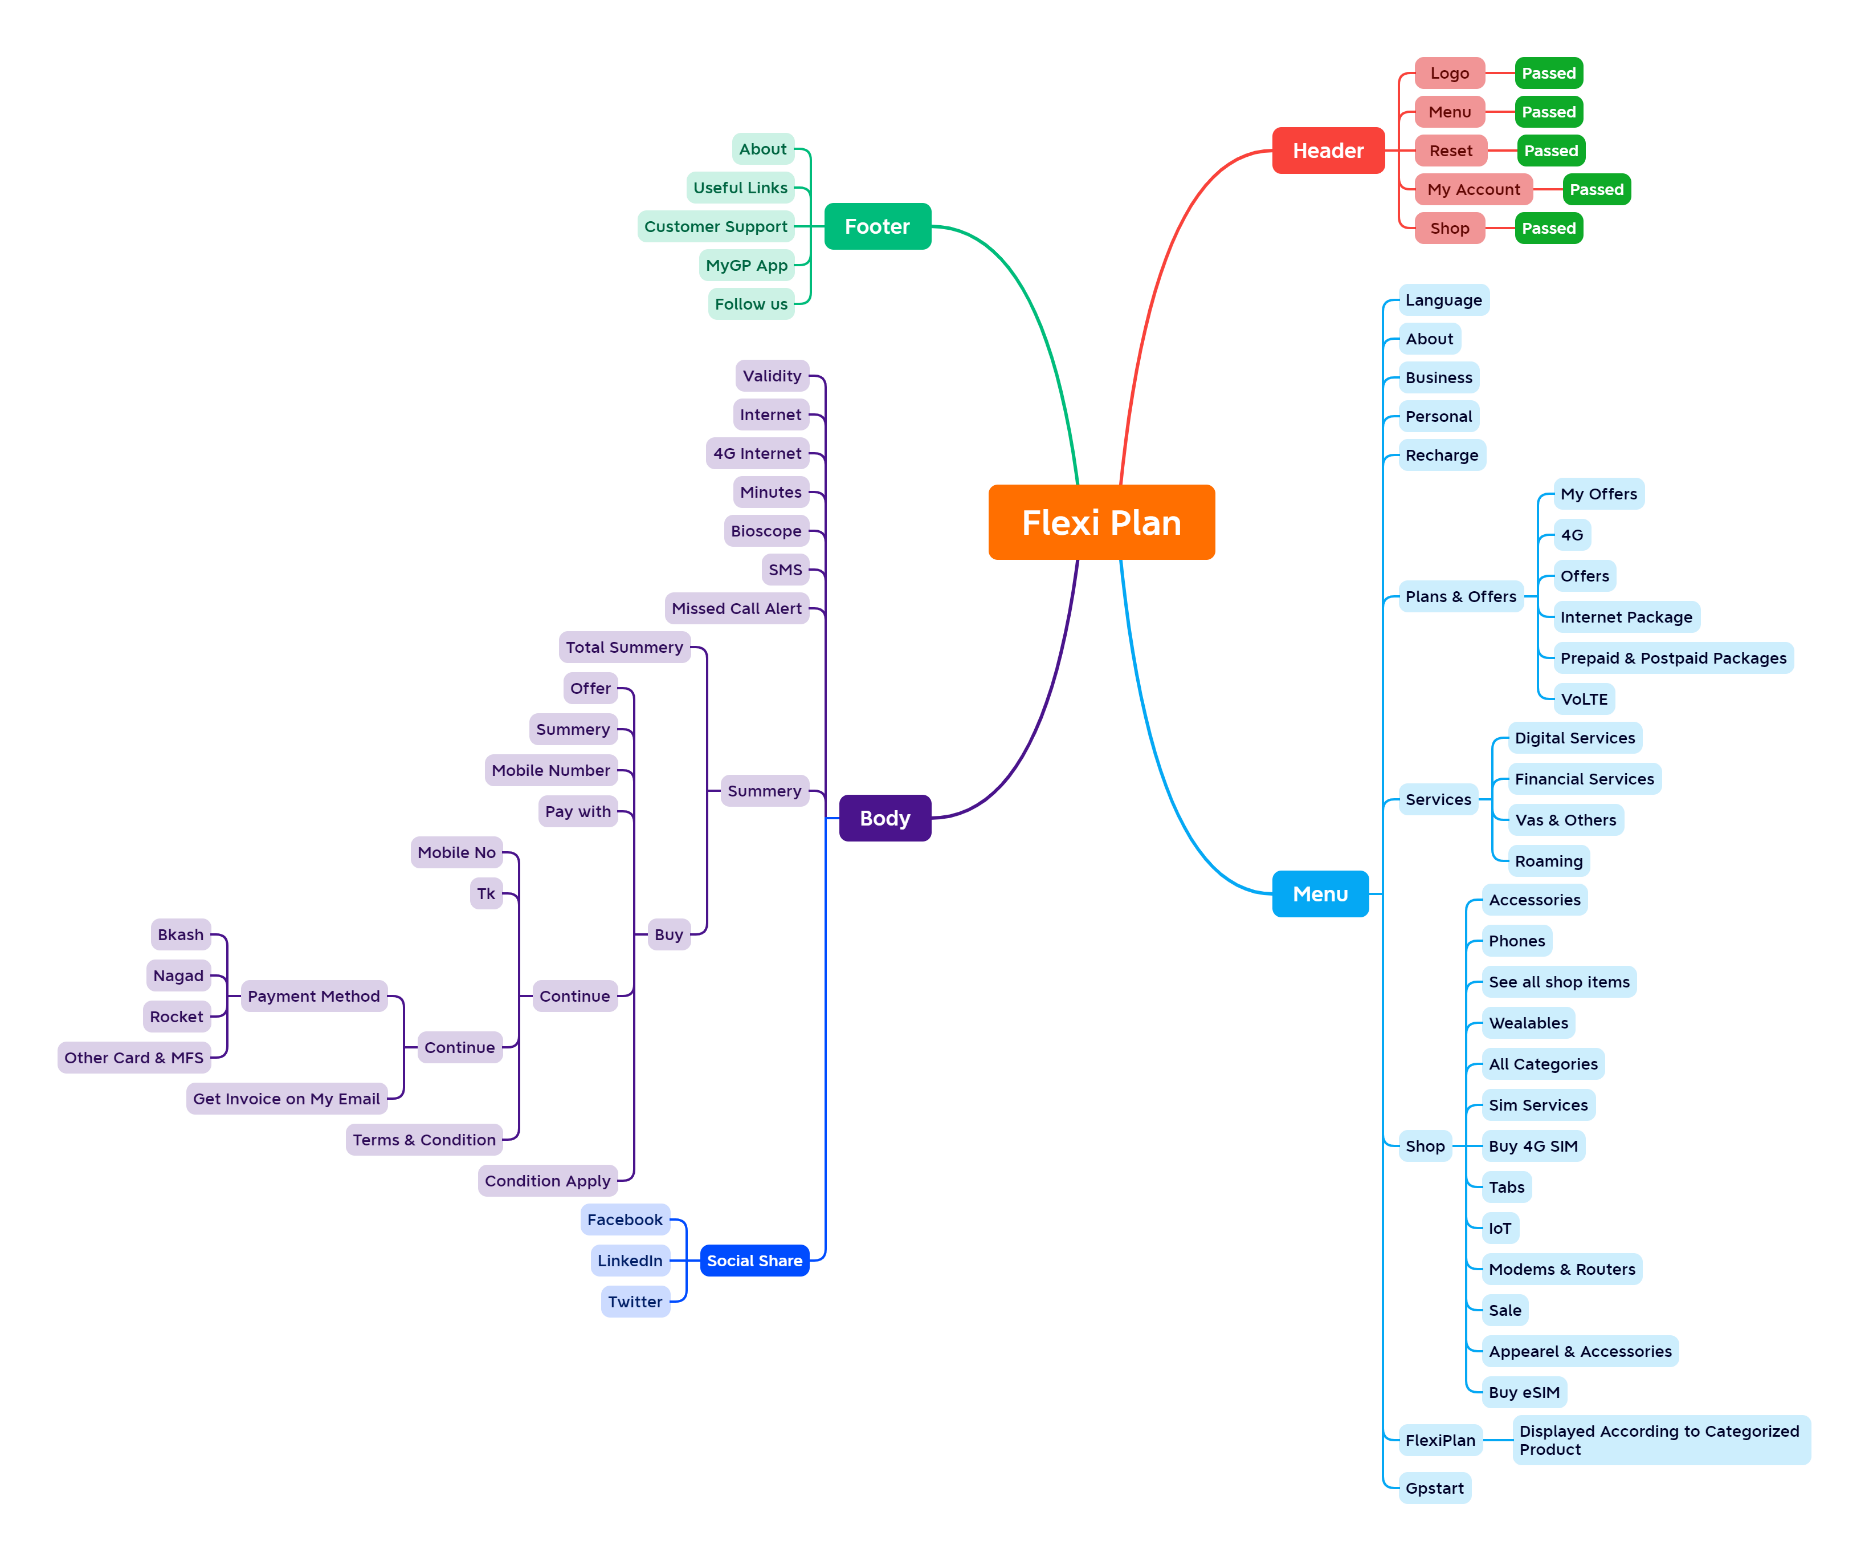 Flexi Plan
Header
Logo
Passed
Menu
Passed
Reset
Passed
My Account
Passed
Shop
Passed
Menu
Language
About
Business
Personal
Recharge
Plans & Offers
My Offers
4G
Offers
Internet Package
Prepaid & Postpaid Packages
VoLTE
Services
Digital Services
Financial Services
Vas & Others
Roaming
Shop
Accessories
Phones
See all shop items
Wealables
All Categories
Sim Services
Buy 4G SIM
Tabs
IoT
Modems & Routers
Sale
Appearel & Accessories
Buy eSIM
FlexiPlan
Displayed According to Categorized
Product
Gpstart
Footer
About
Useful Links
Customer Support
MyGP App
Follow us
Body
Validity
Internet
4G Internet
Minutes
Bioscope
SMS
Missed Call Alert
Summery
Total Summery
Buy
Offer
Summery
Mobile Number
Pay with
Continue
Mobile No
Tk
Continue
Payment Method
Bkash
Nagad
Rocket
Other Card & MFS
Get Invoice on My Email
Terms & Condition
Condition Apply
Social Share
Facebook
LinkedIn
Twitter